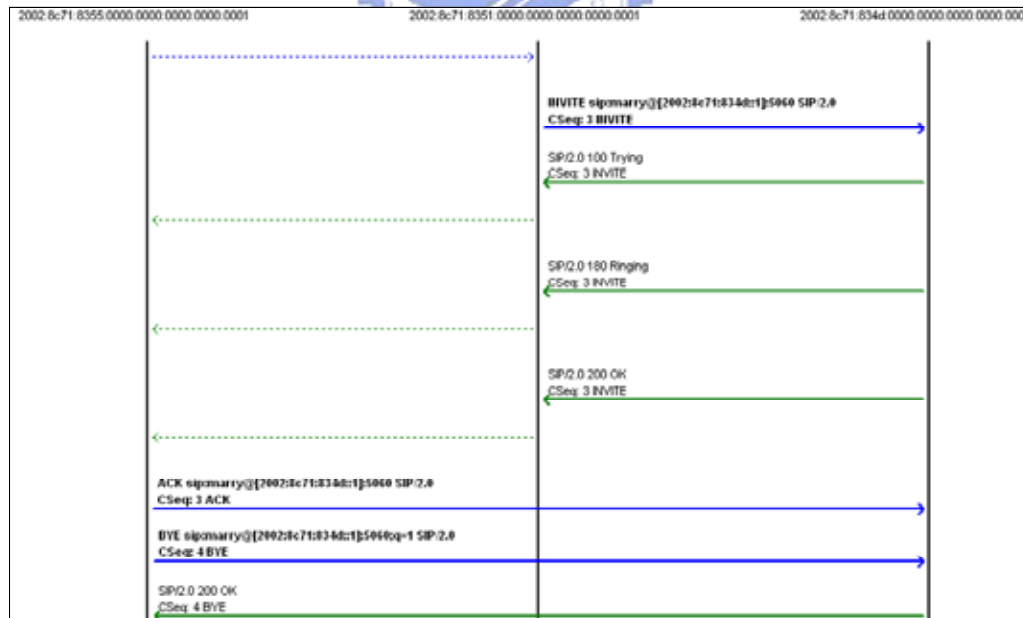 2002:8c71:8355:0000:0000:0000:0000:0001
2002:8c71:8351:0000:0000:0000:0000:0001
2002:8c71:834d:0000:0000:0000:0000:000
INVITE sip:marry@[2002:8c71:834d::1]:5060 SIP/2.0
CSeq: 3 INVITE
SIP/2.0 100 Trying
CSeq: 3 INVITE
SIP/2.0 180 Ringing
CSeq: 3 INVITE
SIP/2.0 200 OK
CSeq: 3 INVITE
ACK sip:marry@[2002:8c71:834d::1]:5060 SIP/2.0
CSeq: 3 ACK
BYE sip:marry@[2002:8c71:834d::1]:5060;q=1 SIP/2.0
CSeq: 4 BYE
SIP/2.0 200 OK
CSeq: 4 BYE